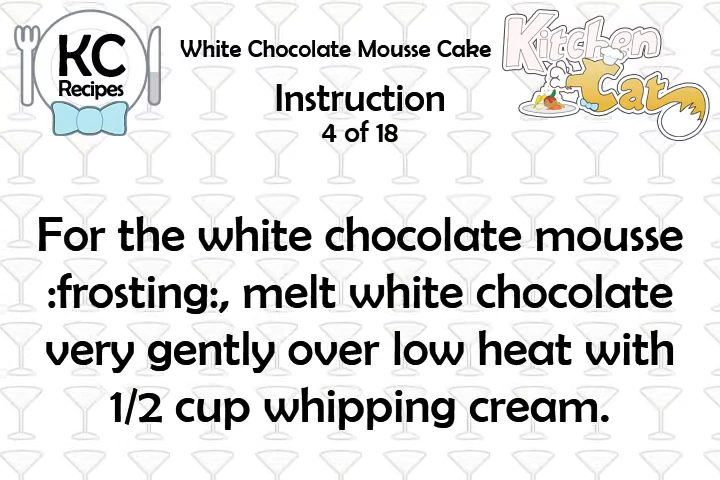 KC
Recipes
White Chocolate Mousse Cake
Kitchen
Cat
Instruction
4 of 18
For the white chocolate mousse
:frosting:, melt white chocolate
very gently over low heat with
1/2 cup whipping cream.